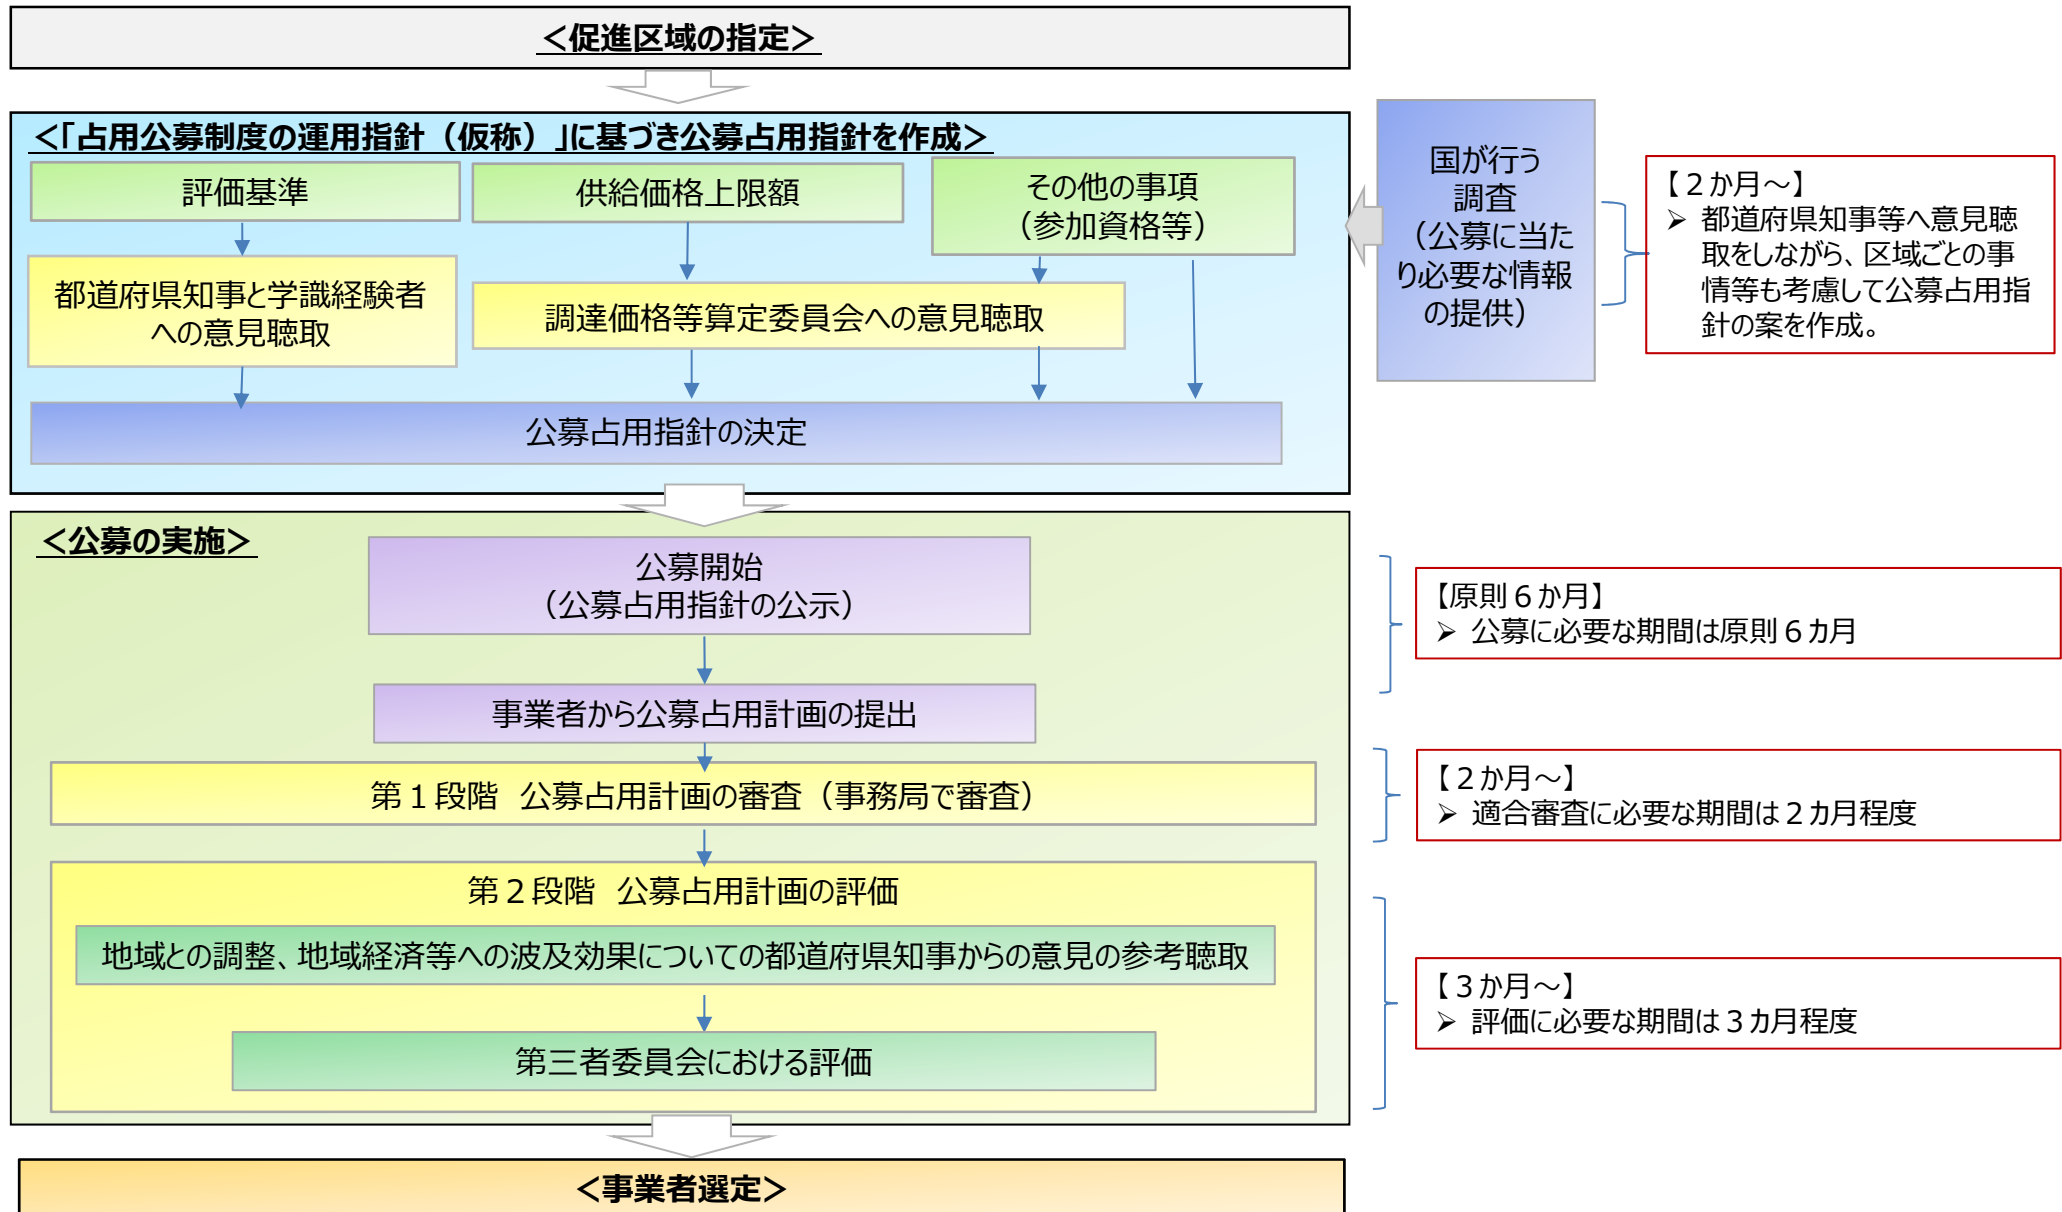 ＜促進区域の指定＞
＜「占用公募制度の運用指針（仮称）」に基づき公募占用指針を作成＞
評価基準
供給価格上限額
その他の事項
（参加資格等）
都道府県知事と学識経験者
への意見聴取
調達価格等算定委員会への意見聴取
公募占用指針の決定
国が行う
調査
（公募に当た
り必要な情報
の提供）
【２か月～】
➢ 都道府県知事等へ意見聴
取をしながら、区域ごとの事
情等も考慮して公募占用指
針の案を作成。
＜公募の実施＞
公募開始
（公募占用指針の公示）
事業者から公募占用計画の提出
【原則６か月】
➢ 公募に必要な期間は原則６カ月
第１段階 公募占用計画の審査（事務局で審査）
【２か月～】
➢ 適合審査に必要な期間は２カ月程度
第２段階 公募占用計画の評価
地域との調整、地域経済等への波及効果についての都道府県知事からの意見の参考聴取
第三者委員会における評価
【３か月～】
➢ 評価に必要な期間は３カ月程度
＜事業者選定＞